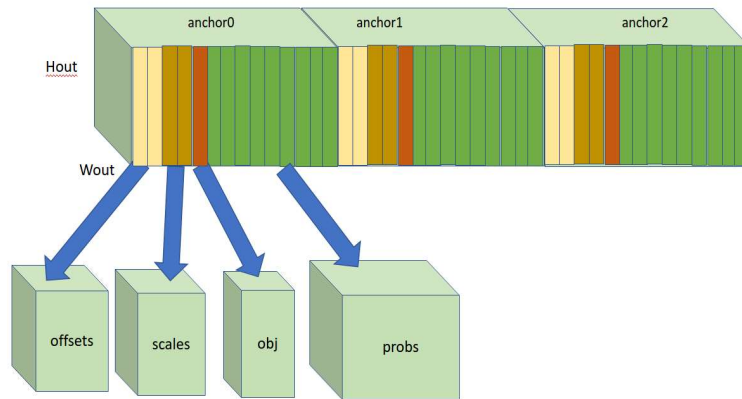 anchor0
anchor1
anchor2
Hout
Wout
offsets
scales
obj
probs